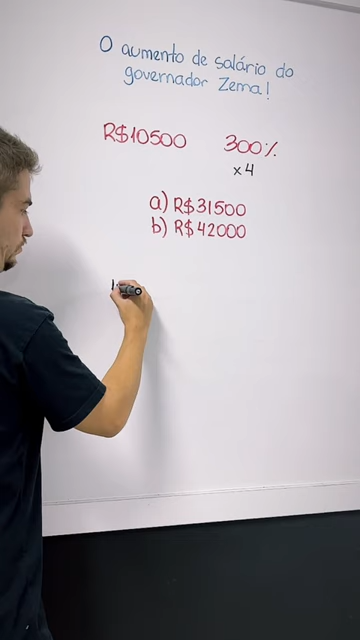 O aumento de salário do
governador Zema!
R$10500 300%
x4
a) R$31500
b) R$42000